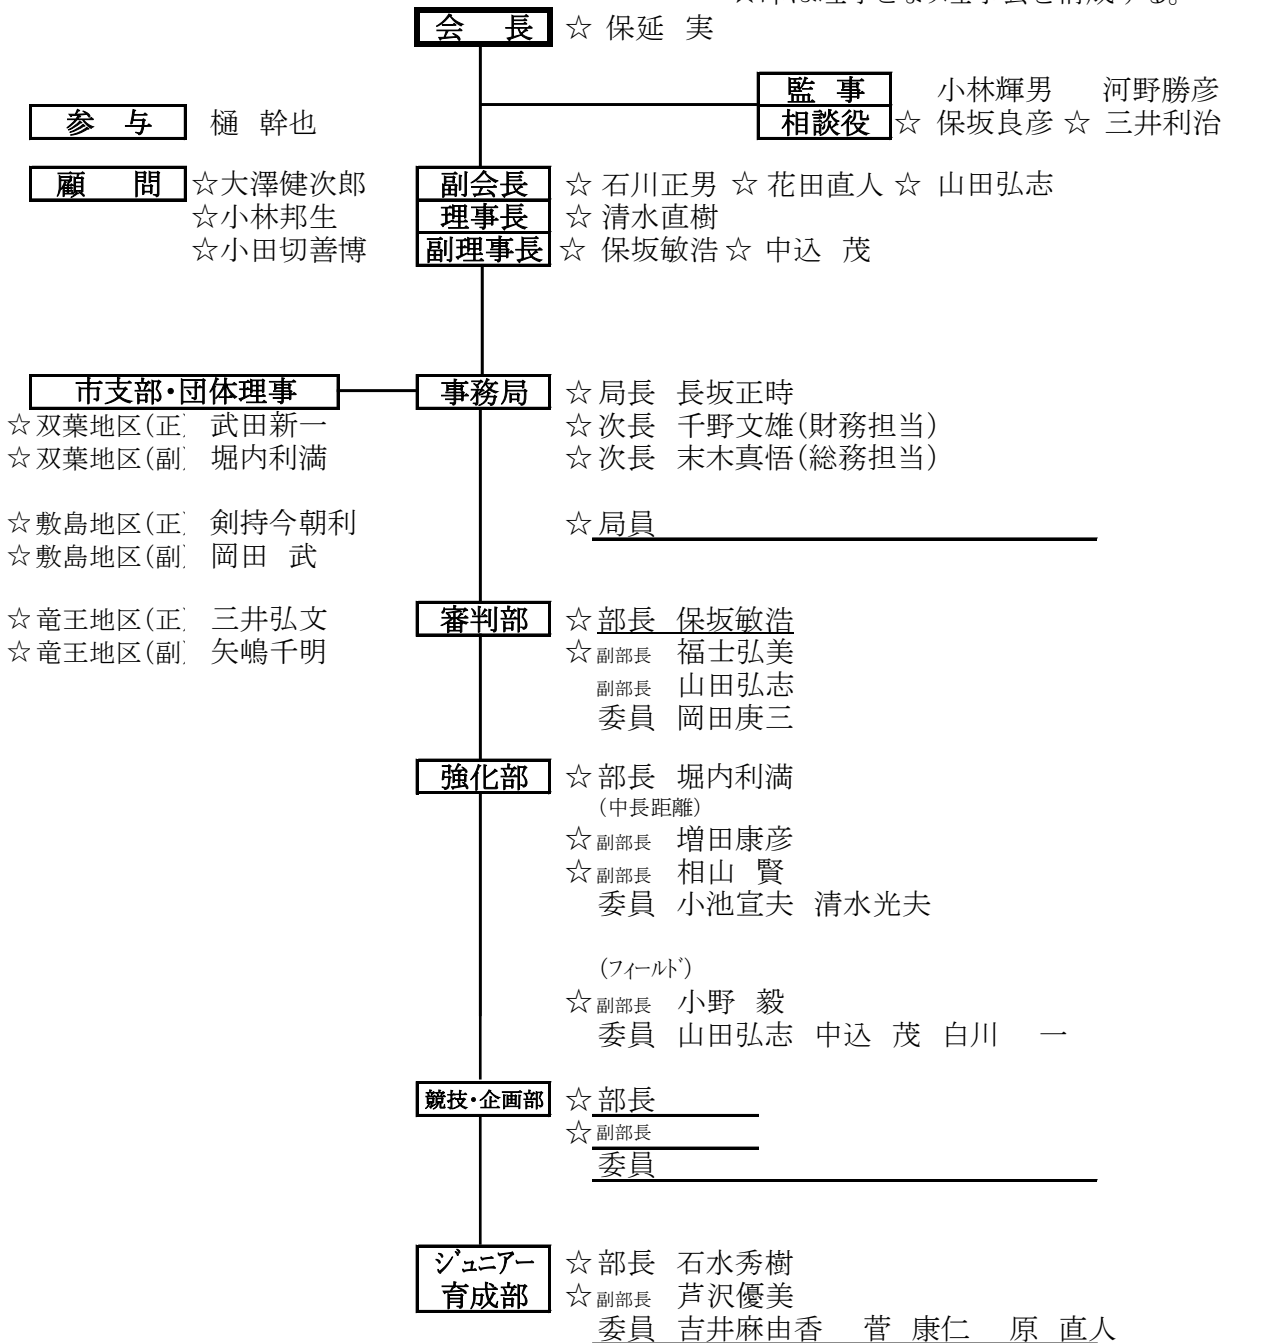 会　長 ☆ 保延　実
監　事 小林輝男 河野勝彦
参　与 樋　幹也 相談役 ☆ 保坂良彦 ☆ 三井利治
顧　問 ☆大澤健次郎 副会長 ☆ 石川正男 ☆ 花田直人 ☆ 山田弘志
☆小林邦生 理事長 ☆ 清水直樹
☆小田切善博 副理事長 ☆ 保坂敏浩 ☆ 中込　茂
市支部・団体理事 事務局 ☆局長 長坂正時
☆双葉地区(正) 武田新一 ☆次長 千野文雄(財務担当)
☆双葉地区(副) 堀内利満 ☆次長 末木真悟(総務担当)
☆敷島地区(正) 剣持今朝利 ☆局員
☆敷島地区(副) 岡田　武
☆竜王地区(正) 三井弘文 審判部 ☆部長 保坂敏浩
☆竜王地区(副) 矢嶋千明 ☆副部長 福士弘美
副部長 山田弘志
委員 岡田庚三
強化部 ☆部長 堀内利満
(中長距離)
☆副部長 増田康彦
☆副部長 相山　賢
委員 小池宣夫 清水光夫
(フィールド)
☆副部長 小野　毅
委員 山田弘志 中込　茂 白川　一
競技・企画部 ☆部長
☆副部長
委員
ジュニアー ☆部長 石水秀樹
育成部 ☆副部長 芦沢優美
委員 吉井麻由香 菅　康仁 原　直人